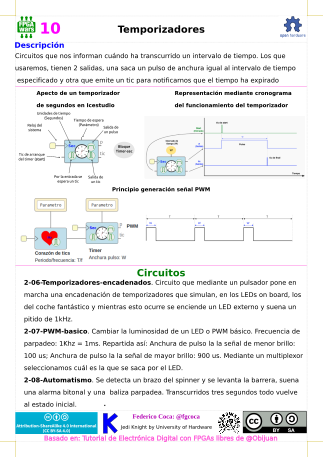 FPGA WARS
10
Temporizadores
open hardware
Descripción
Circuitos que nos informan cuándo ha transcurrido un intervalo de tiempo. Los que
usaremos, tienen 2 salidas, una saca un pulso de anchura igual al intervalo de tiempo
especificado y otra que emite un tic para notificarnos que el tiempo ha expirado
Apecto de un temporizador
de segundos en Icestudio
Representación mediante cronograma
del funcionamiento del temporizador
Unidades de tiempo
(Segundos)
Reloj del
sistema
Tiempo de espera
(Parámetro)
Salida de
un pulso
Tic de arranque
del timer (start)
Bloque
Timer-sec
Por la entrada se
espera un tic
Salida de
un tic
Principio generación señal PWM
Parametro
Parametro
PWM
Corazón de tics
Periodo/frecuencia: T/F
Timer
Anchura pulso: W
Circuitos
2-06-Temporizadores-encadenados. Circuito que mediante un pulsador pone en
marcha una encadenación de temporizadores que simulan, en los LEDs on board, los
del coche fantástico y mientras esto ocurre se enciende un LED externo y suena un
pitido de 1kHz.
2-07-PWM-basico. Cambiar la luminosidad de un LED o PWM básico. Frecuencia de
parpadeo: 1Khz = 1ms. Repartida así: Anchura de pulso la la señal de menor brillo:
100 us; Anchura de pulso la la señal de mayor brillo: 900 us. Mediante un multiplexor
seleccionamos cuál es la que se saca por el LED.
2-08-Automatismo. Se detecta un brazo del spinner y se levanta la barrera, suena
una alarma bitonal y una baliza parpadea. Transcurridos tres segundos todo vuelve
al estado inicial.
Attribution-ShareAlike 4.0 International
(CC BY-SA 4.0)
Federico Coca: @fgcoca
Jedi Knight by University of Hardware
BY SA
Basado en: Tutorial de Electrónica Digital con FPGAs libres de @Obijuan